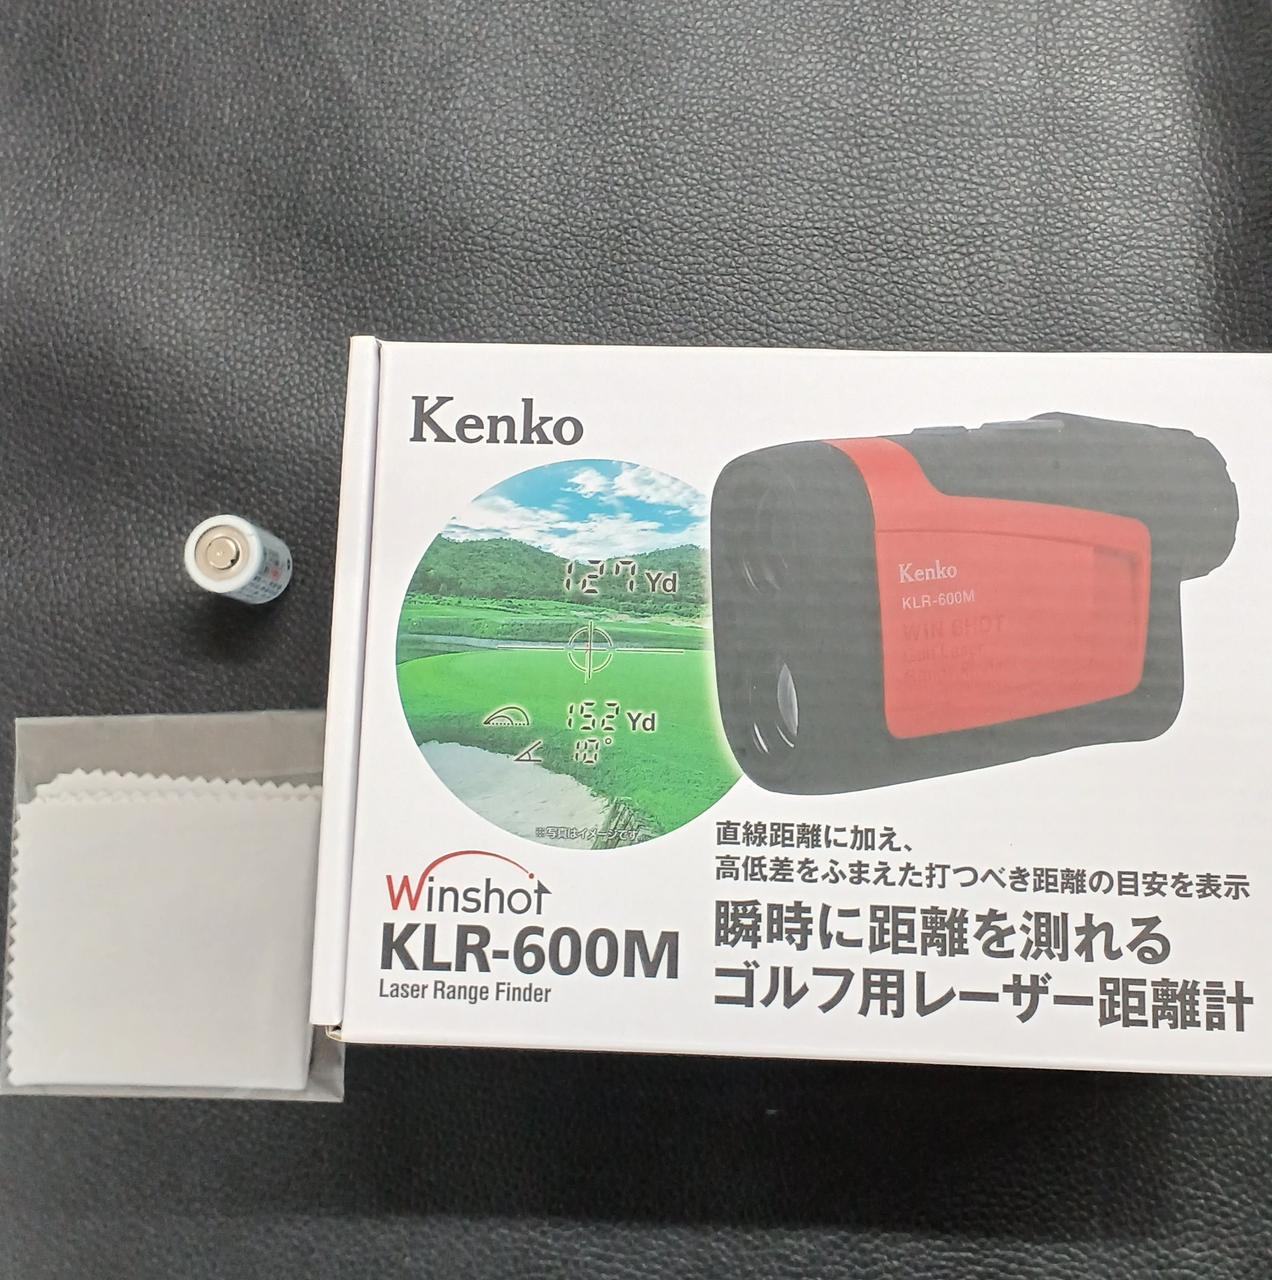 Kenko
127 Yd
152 Yd
10°
※写真はイメージです
Kenko
KLR-600M
WIN SHOT
Winshot
KLR-600M
Laser Range Finder
直線距離に加え、
高低差をふまえた打つべき距離の目安を表示
瞬時に距離を測れる
ゴルフ用レーザー距離計